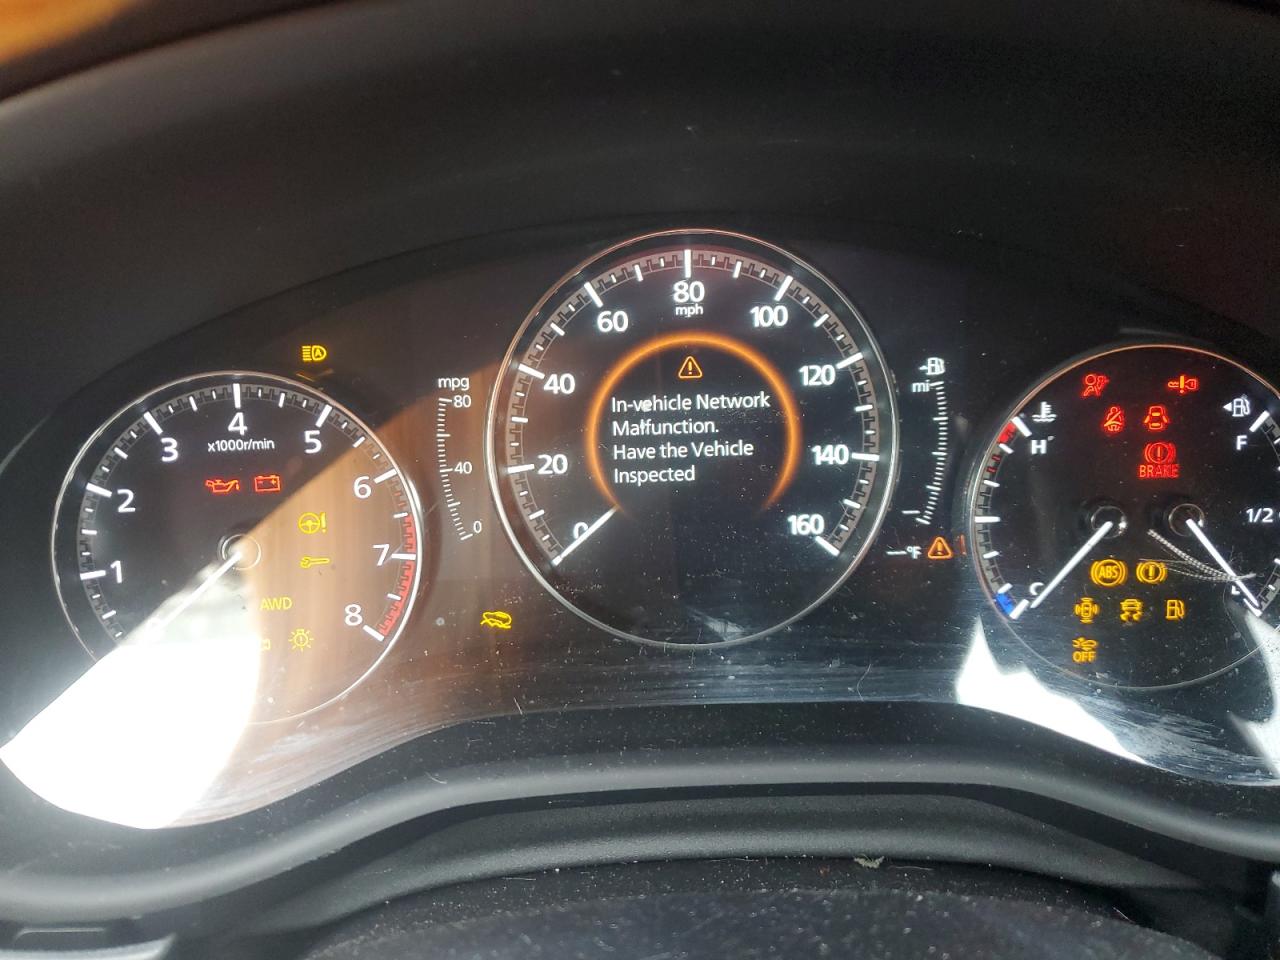 80
mph
60
100
40
120
20
140
0
160
In-vehicle Network
Malfunction.
Have the Vehicle
Inspected
4
x1000r/min
3
5
2
6
1
7
8
AWD
mpg
80
40
0
mi
°F
H
C
F
1/2
BRAKE
ABS
OFF
A